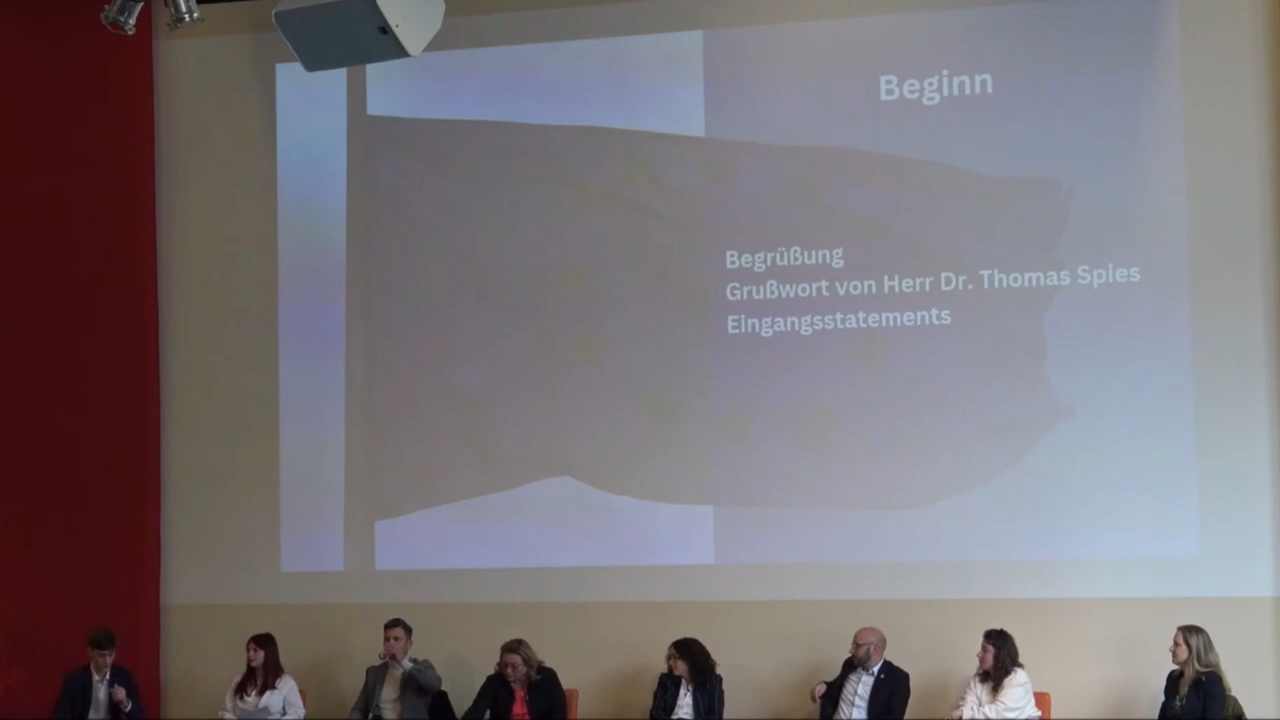 Beginn
Begrüßung
Grußwort von Herr Dr. Thomas Spies
Eingangsstatements